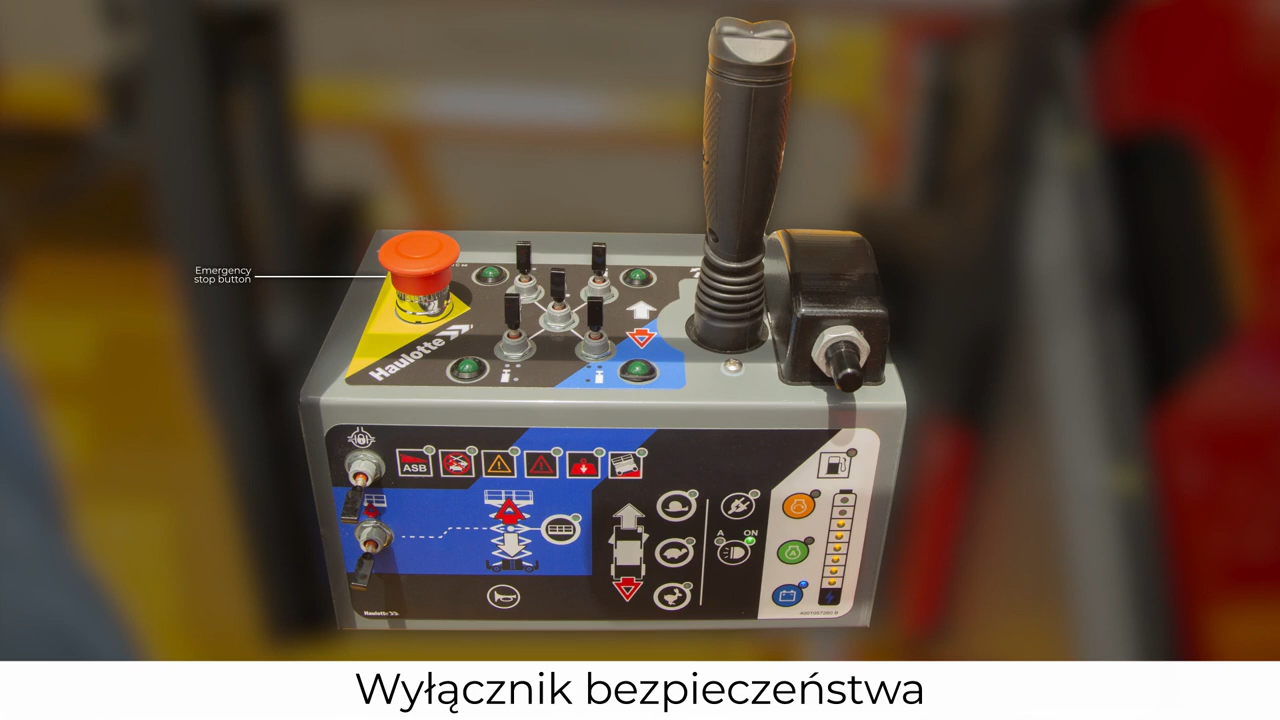 Emergency
stop button
Haulotte
ASB
A ON
Haulotte
Wyłącznik bezpieczeństwa